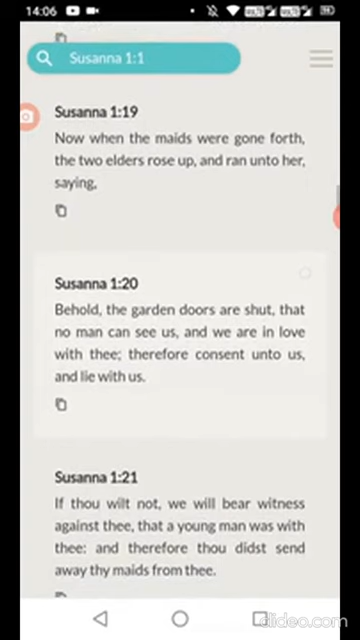 14:06
Susanna 1:1
Susanna 1:19
Now when the maids were gone forth,
the two elders rose up, and ran unto her,
saying,
Susanna 1:20
Behold, the garden doors are shut, that
no man can see us, and we are in love
with thee; therefore consent unto us,
and lie with us.
Susanna 1:21
If thou wilt not, we will bear witness
against thee, that a young man was with
thee: and therefore thou didst send
away thy maids from thee.
clideo.com